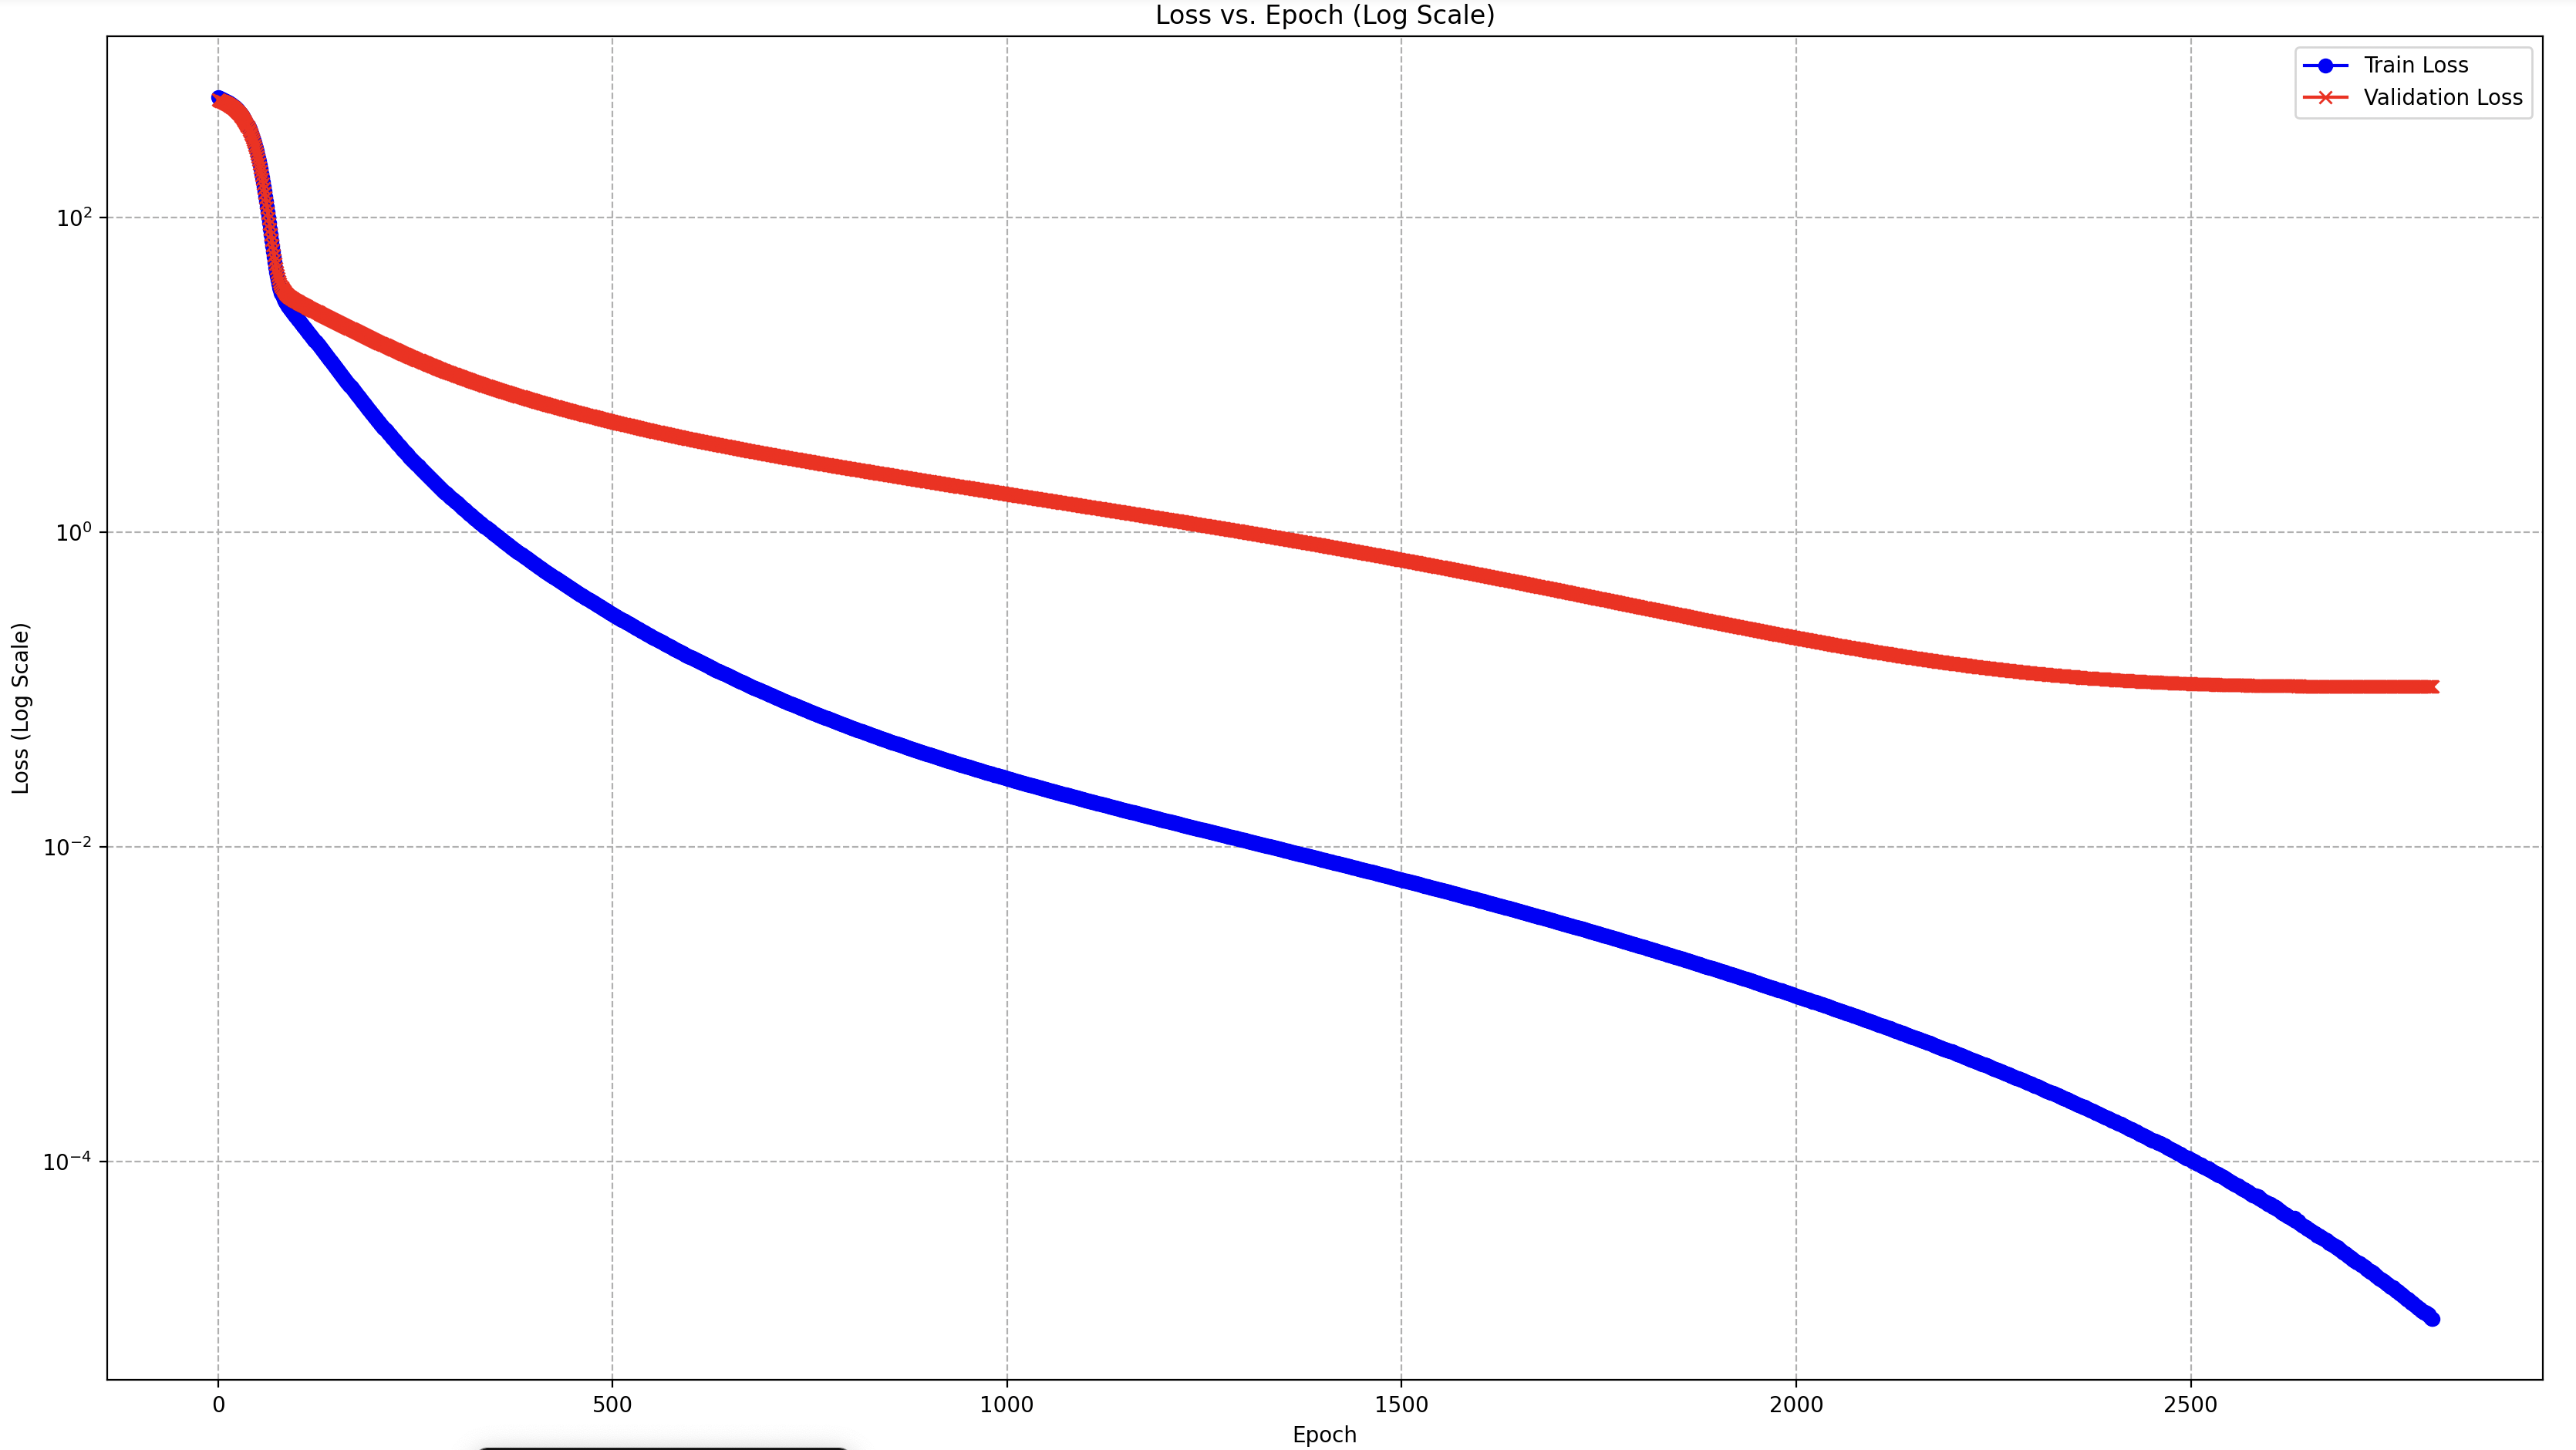 Loss vs. Epoch (Log Scale)
Train Loss
Validation Loss
10²
10⁰
10⁻²
10⁻⁴
Loss (Log Scale)
0 500 1000 1500 2000 2500
Epoch